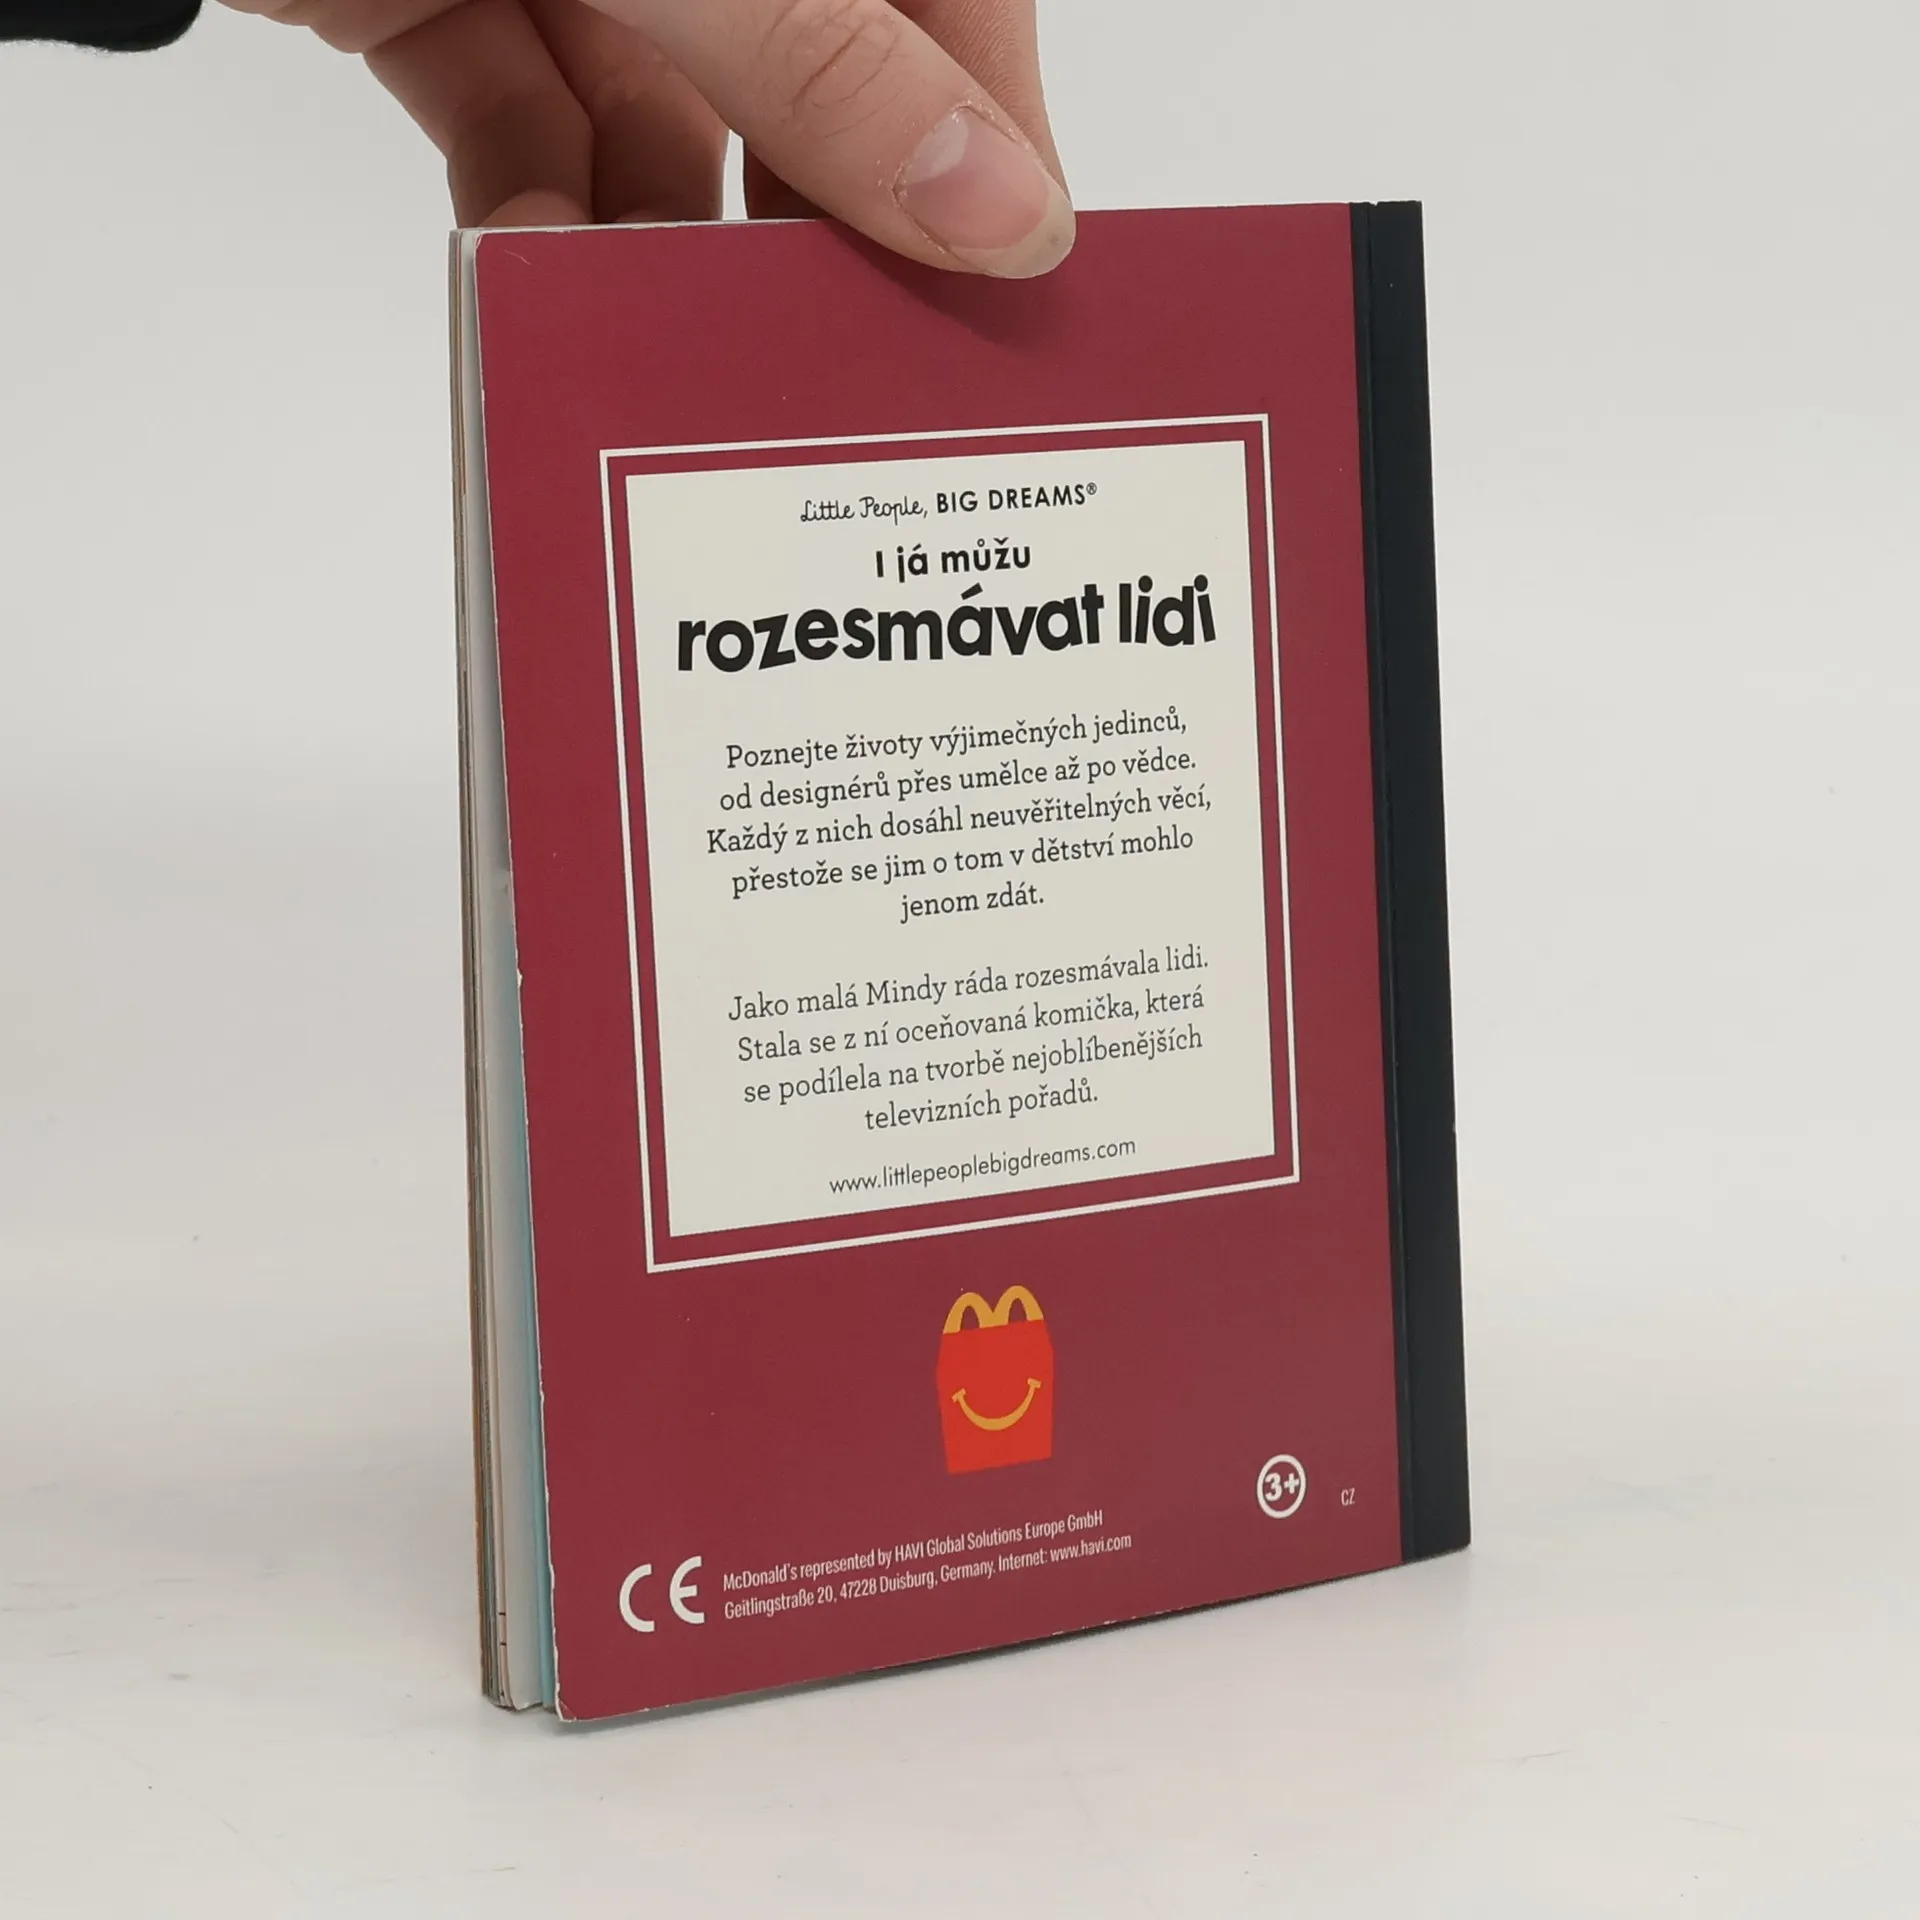 Little People, BIG DREAMS®
I já můžu
rozesmávat lidi
Poznejte životy výjimečných jedinců,
od designérů přes umělce až po vědce.
Každý z nich dosáhl neuvěřitelných věcí,
přestože se jim o tom v dětství mohlo
jenom zdát.
Jako malá Mindy ráda rozesmávala lidi.
Stala se z ní oceňovaná komička, která
se podílela na tvorbě nejoblíbenějších
televizních pořadů.
www.littlepeoplebigdreams.com
3+
CZ
CE
McDonald's represented by HAVI Global Solutions Europe GmbH
Geitlingstraße 20, 47228 Duisburg, Germany. Internet: www.havi.com